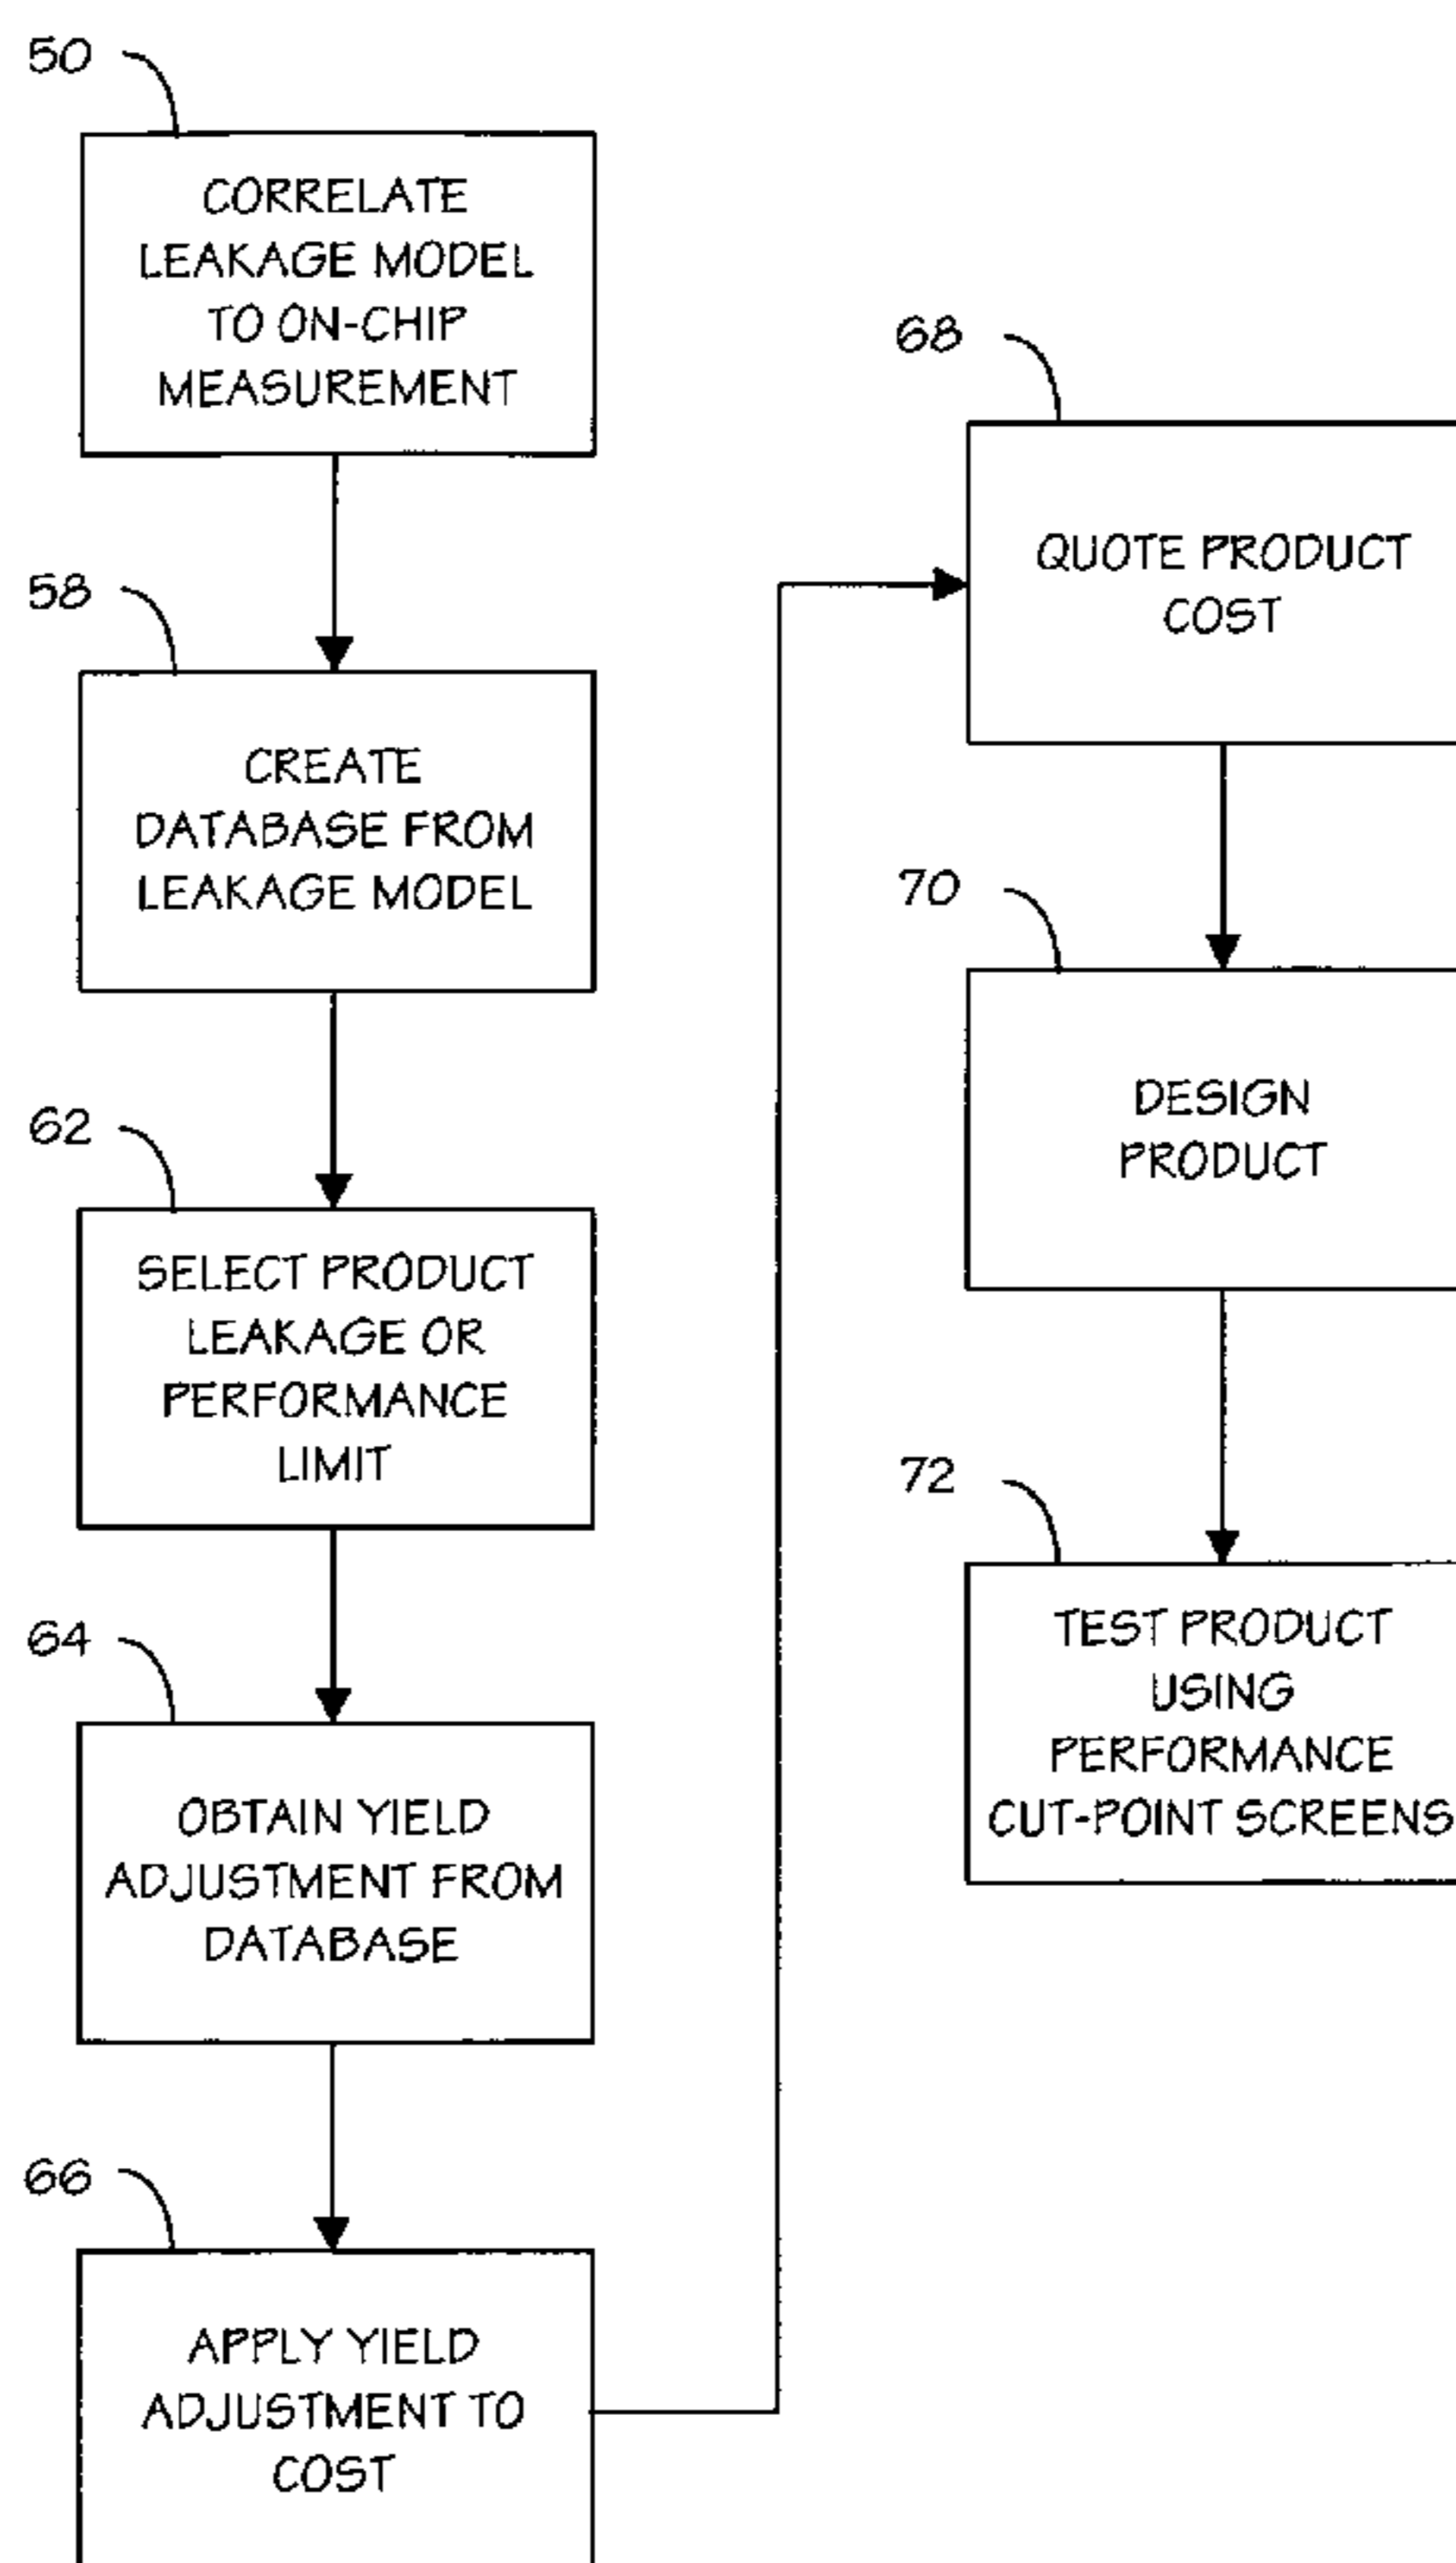 50
CORRELATE
LEAKAGE MODEL
TO ON-CHIP
MEASUREMENT
58
CREATE
DATABASE FROM
LEAKAGE MODEL
62
SELECT PRODUCT
LEAKAGE OR
PERFORMANCE
LIMIT
64
OBTAIN YIELD
ADJUSTMENT FROM
DATABASE
66
APPLY YIELD
ADJUSTMENT TO
COST
68
QUOTE PRODUCT
COST
70
DESIGN
PRODUCT
72
TEST PRODUCT
USING
PERFORMANCE
CUT-POINT SCREENS